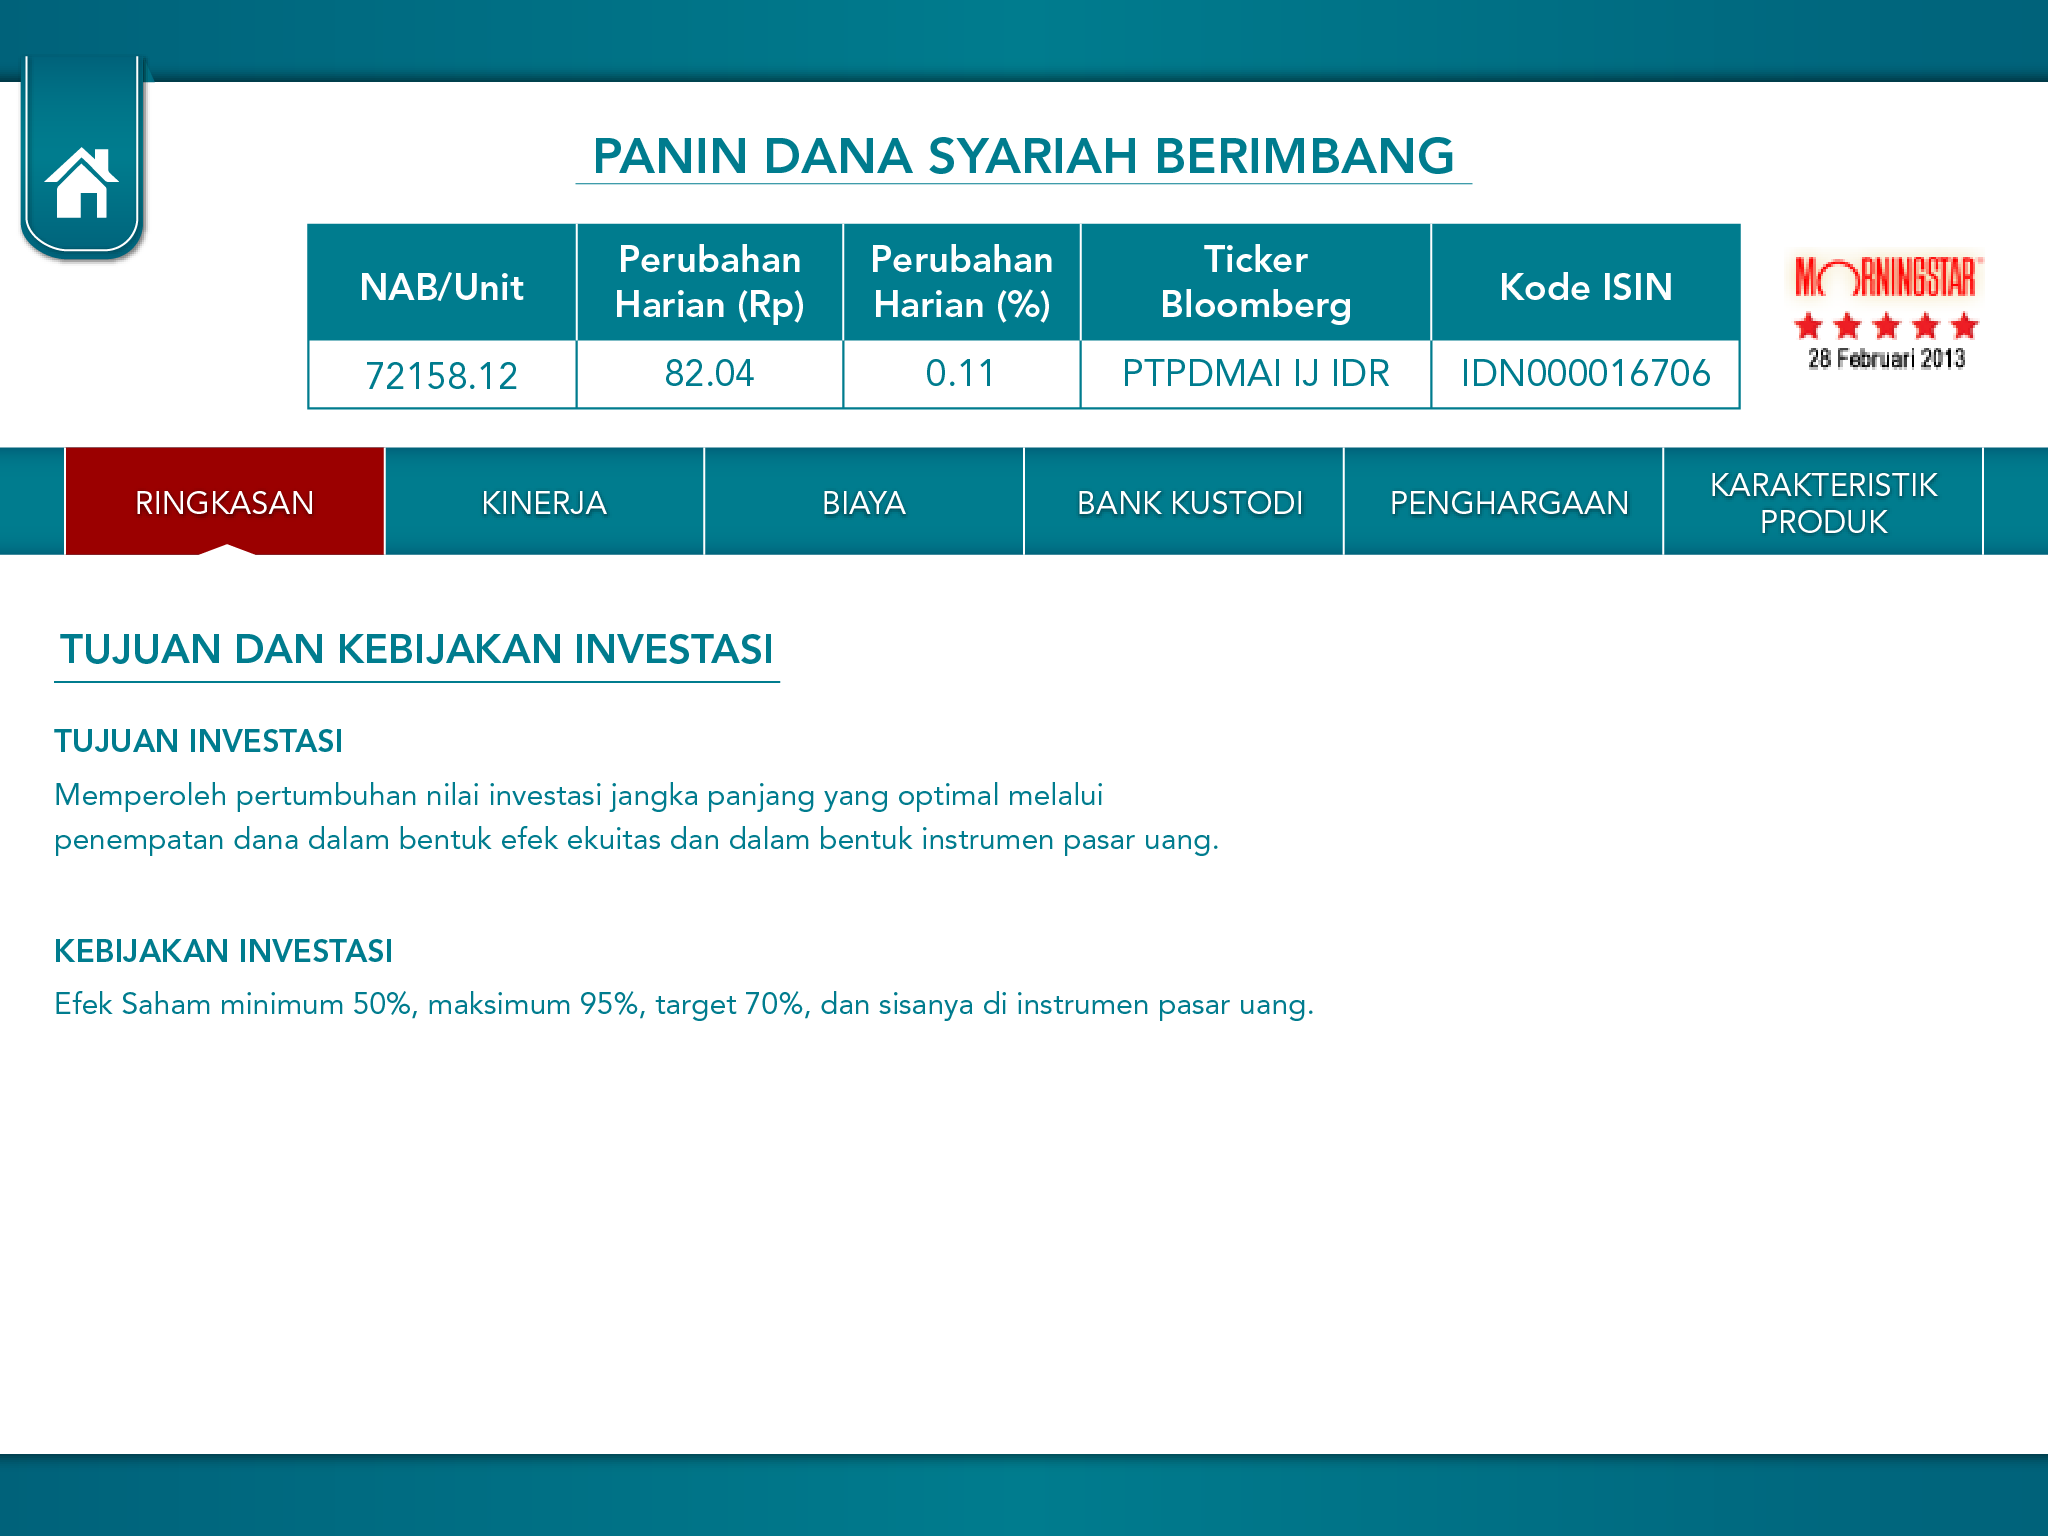 PANIN DANA SYARIAH BERIMBANG
NAB/Unit
Perubahan
Harian (Rp)
Perubahan
Harian (%)
Ticker
Bloomberg
Kode ISIN
72158.12
82.04
0.11
PTPDMAI IJ IDR
IDN000016706
MORNINGSTAR
28 Februari 2013
RINGKASAN
KINERJA
BIAYA
BANK KUSTODI
PENGHARGAAN
KARAKTERISTIK
PRODUK
TUJUAN DAN KEBIJAKAN INVESTASI
TUJUAN INVESTASI
Memperoleh pertumbuhan nilai investasi jangka panjang yang optimal melalui
penempatan dana dalam bentuk efek ekuitas dan dalam bentuk instrumen pasar uang.
KEBIJAKAN INVESTASI
Efek Saham minimum 50%, maksimum 95%, target 70%, dan sisanya di instrumen pasar uang.